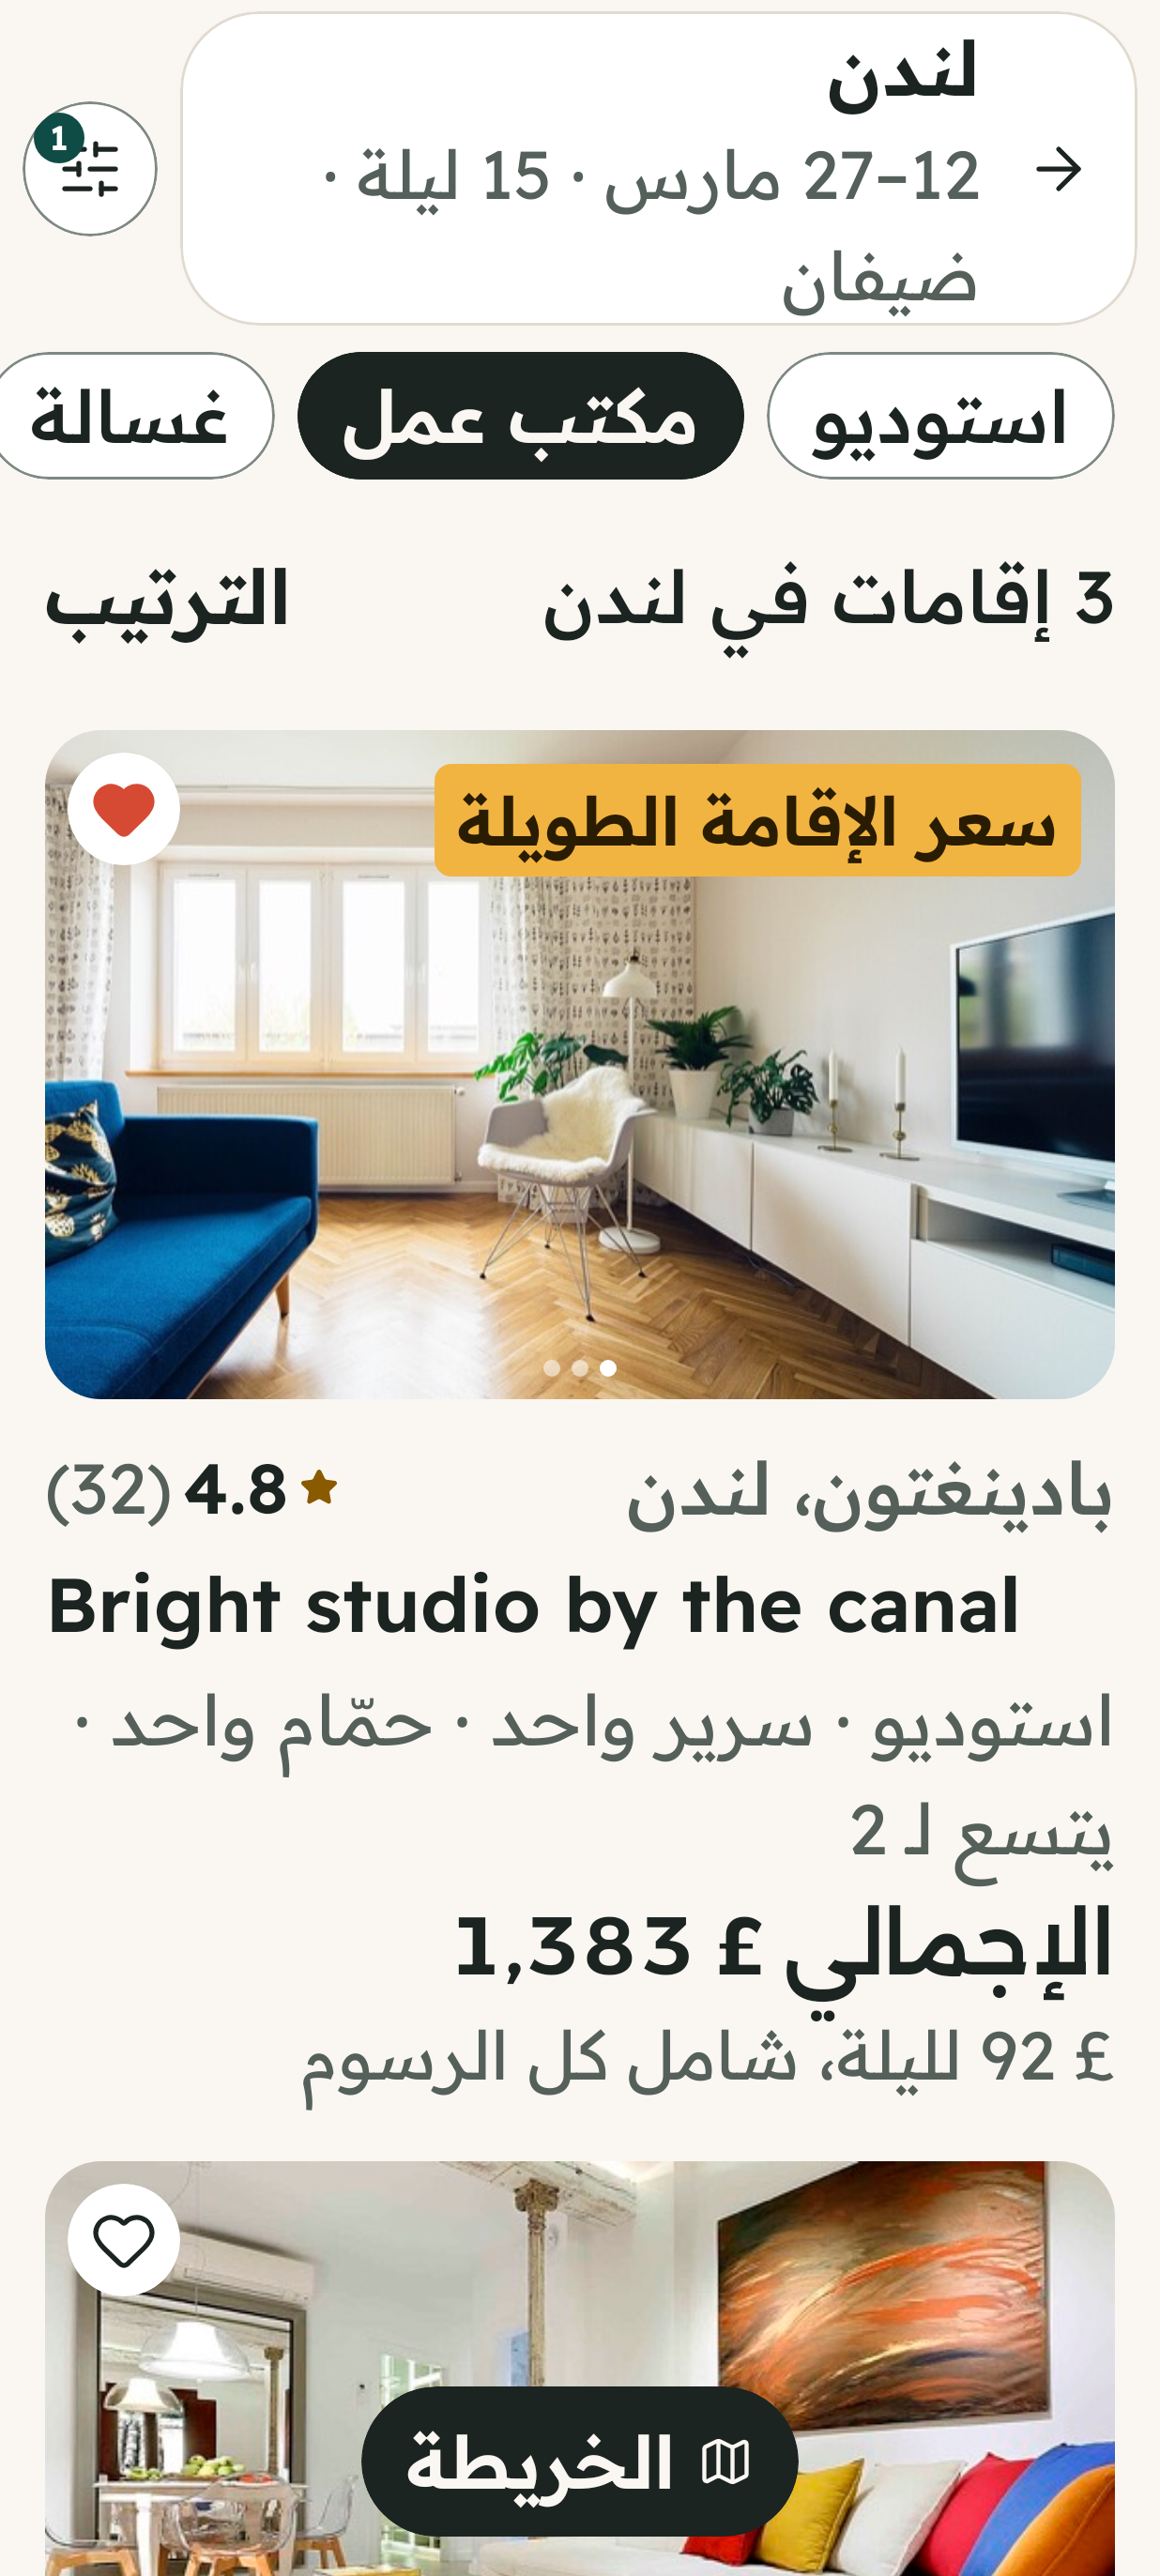 لندن
12–27 مارس · 15 ليلة ·
ضيفان
1
استوديو
مكتب عمل
غسالة
3 إقامات في لندن
الترتيب
سعر الإقامة الطويلة
بادينغتون، لندن
4.8 (32)
Bright studio by the canal
استوديو · سرير واحد · حمّام واحد ·
يتسع لـ 2
الإجمالي £ 1,383
£ 92 لليلة، شامل كل الرسوم
الخريطة